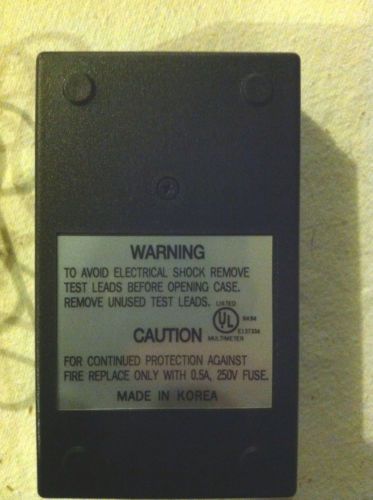 WARNING
TO AVOID ELECTRICAL SHOCK REMOVE
TEST LEADS BEFORE OPENING CASE.
REMOVE UNUSED TEST LEADS.
LISTED
UL
E137334
MULTIMETER
CAUTION
FOR CONTINUED PROTECTION AGAINST
FIRE REPLACE ONLY WITH 0.5A, 250V FUSE.
MADE IN KOREA